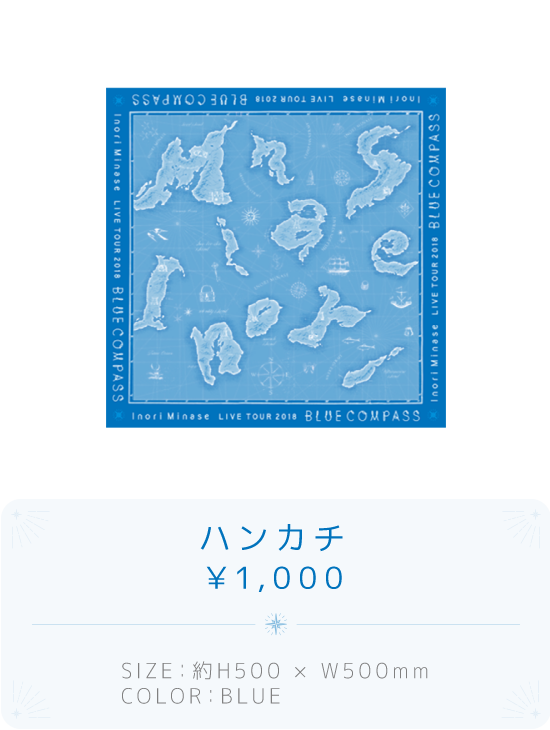 Inori Minase LIVE TOUR 2018 BLUE COMPASS
Inori Minase LIVE TOUR 2018 BLUE COMPASS
Inori Minase LIVE TOUR 2018 BLUE COMPASS
M i n a s e
I n o r i
Inori Minase LIVE TOUR 2018 BLUE COMPASS
ハンカチ
￥1,000
SIZE：約H500 × W500mm
COLOR：BLUE